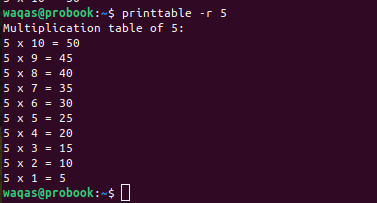 waqas@probook:~$ printtable -r 5
Multiplication table of 5:
5 x 10 = 50
5 x 9 = 45
5 x 8 = 40
5 x 7 = 35
5 x 6 = 30
5 x 5 = 25
5 x 4 = 20
5 x 3 = 15
5 x 2 = 10
5 x 1 = 5
waqas@probook:~$